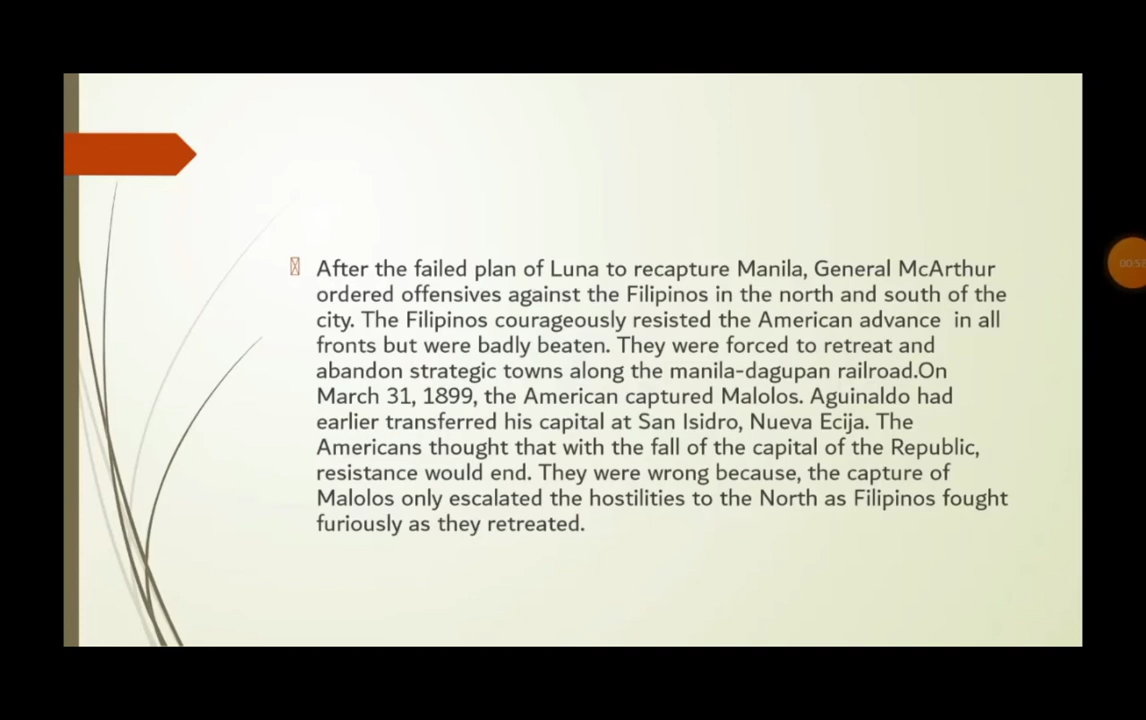 After the failed plan of Luna to recapture Manila, General McArthur
ordered offensives against the Filipinos in the north and south of the
city. The Filipinos courageously resisted the American advance  in all
fronts but were badly beaten. They were forced to retreat and
abandon strategic towns along the manila-dagupan railroad.On
March 31, 1899, the American captured Malolos. Aguinaldo had
earlier transferred his capital at San Isidro, Nueva Ecija. The
Americans thought that with the fall of the capital of the Republic,
resistance would end. They were wrong because, the capture of
Malolos only escalated the hostilities to the North as Filipinos fought
furiously as they retreated.